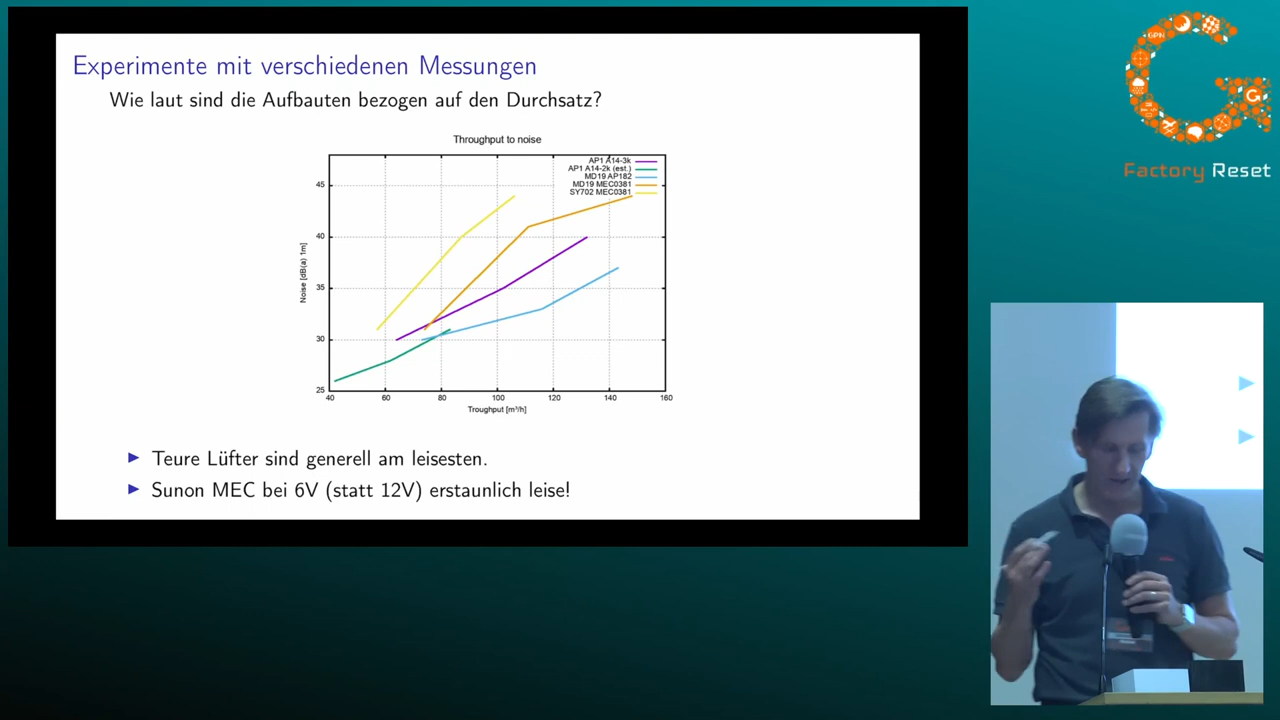 Experimente mit verschiedenen Messungen
Wie laut sind die Aufbauten bezogen auf den Durchsatz?
Throughput to noise
AP1 A14-3k
AP1 A14-2k (est.)
MD19 AP182
MD19 MEC0381
SY702 MEC0381
45
40
35
30
25
Noise [dB(a) 1m]
40 60 80 100 120 140 160
Troughput [m³/h]
Teure Lüfter sind generell am leisesten.
Sunon MEC bei 6V (statt 12V) erstaunlich leise!
GPN
G
Factory Reset